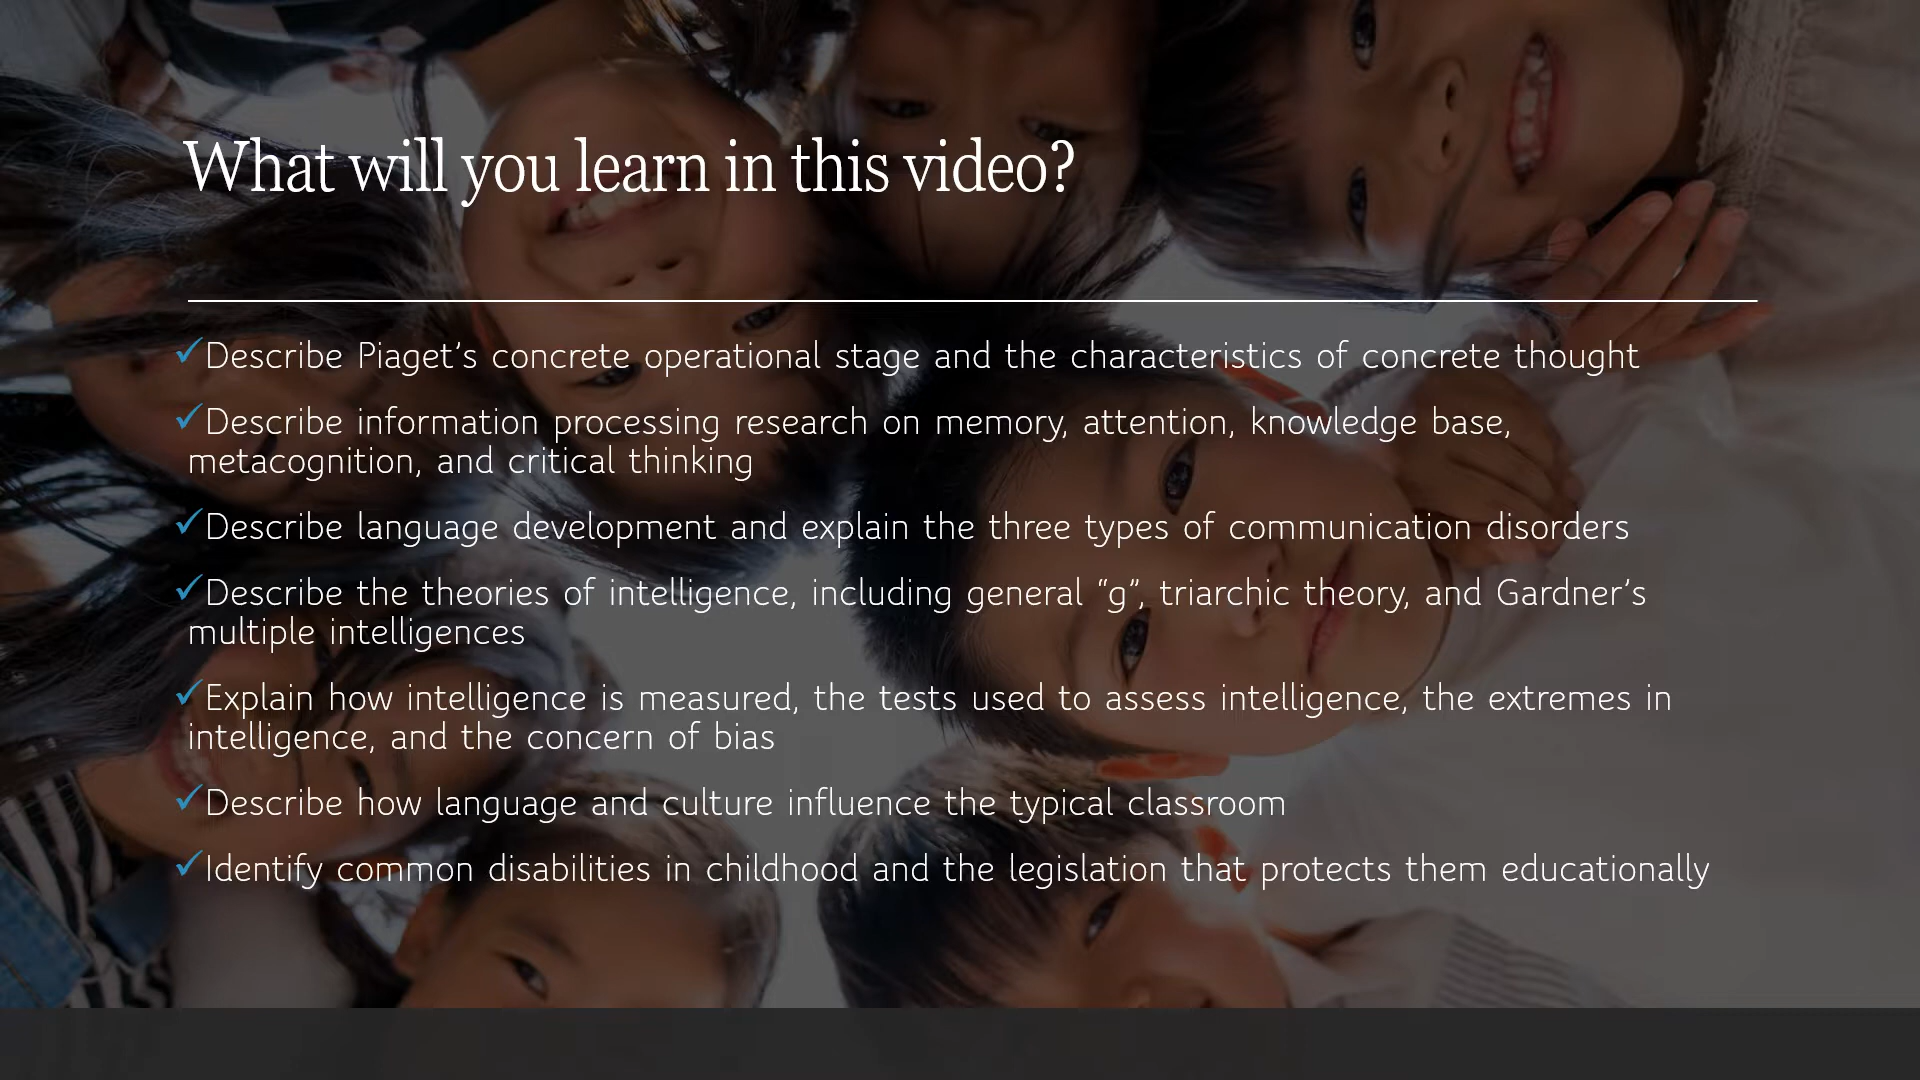 What will you learn in this video?
✓Describe Piaget’s concrete operational stage and the characteristics of concrete thought
✓Describe information processing research on memory, attention, knowledge base,
metacognition, and critical thinking
✓Describe language development and explain the three types of communication disorders
✓Describe the theories of intelligence, including general “g”, triarchic theory, and Gardner’s
multiple intelligences
✓Explain how intelligence is measured, the tests used to assess intelligence, the extremes in
intelligence, and the concern of bias
✓Describe how language and culture influence the typical classroom
✓Identify common disabilities in childhood and the legislation that protects them educationally